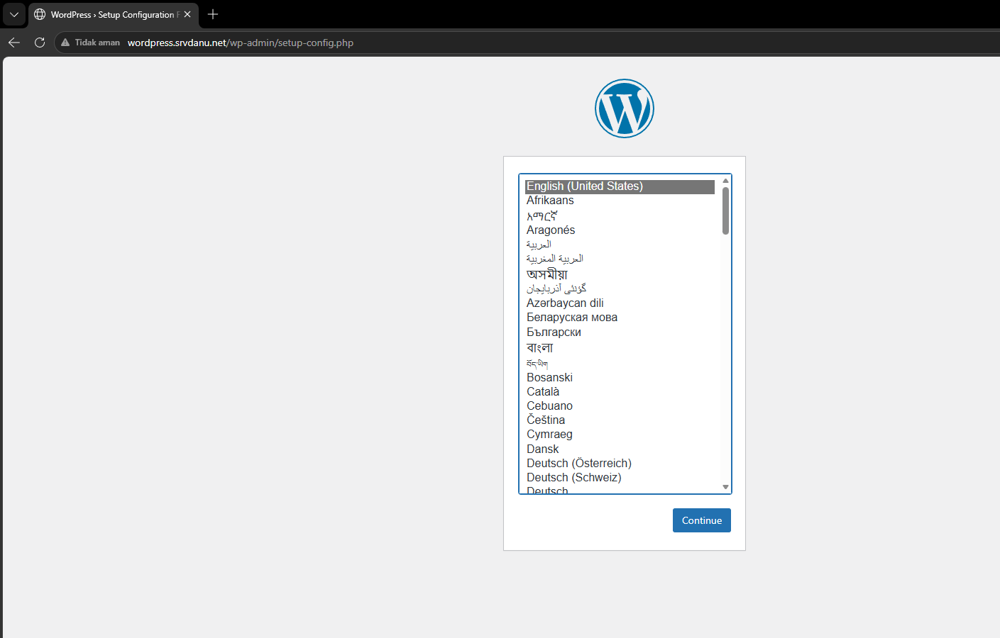 WordPress › Setup Configuration F
Tidak aman wordpress.srvdanu.net/wp-admin/setup-config.php
English (United States)
Afrikaans
አማርኛ
Aragonés
العربية
العربية المغربية
অসমীয়া
گؤنئی آذربایجان
Azərbaycan dili
Беларуская мова
Български
বাংলা
བོད་ཡིག
Bosanski
Català
Cebuano
Čeština
Cymraeg
Dansk
Deutsch (Österreich)
Deutsch (Schweiz)
Deutsch
Continue